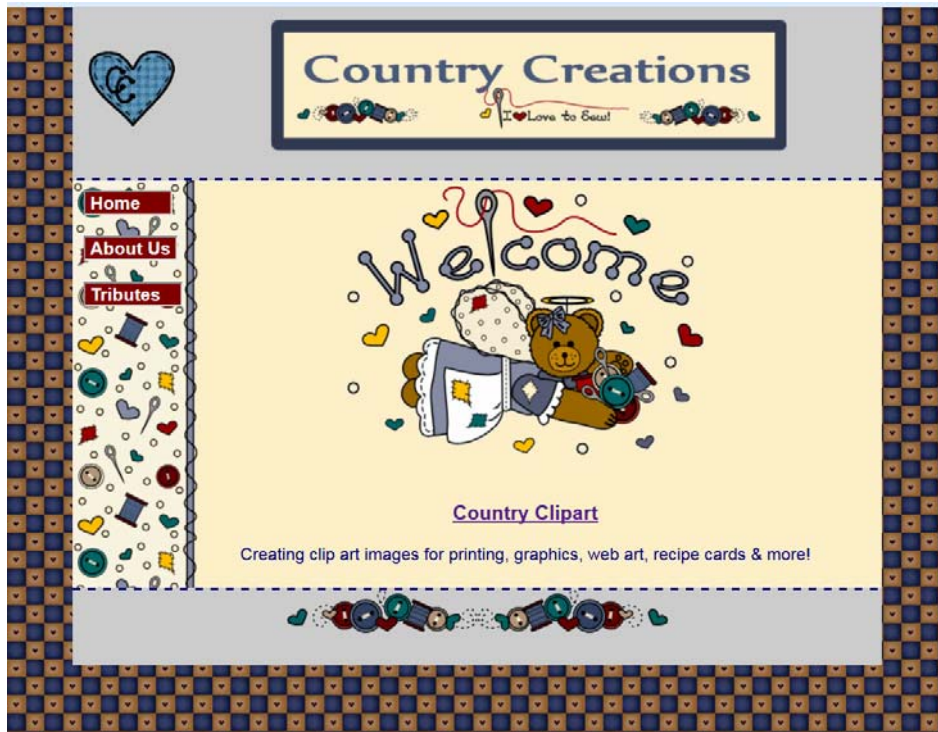 CC
Country Creations
I Love to Sew!
Home
About Us
Tributes
Welcome
Country Clipart
Creating clip art images for printing, graphics, web art, recipe cards & more!